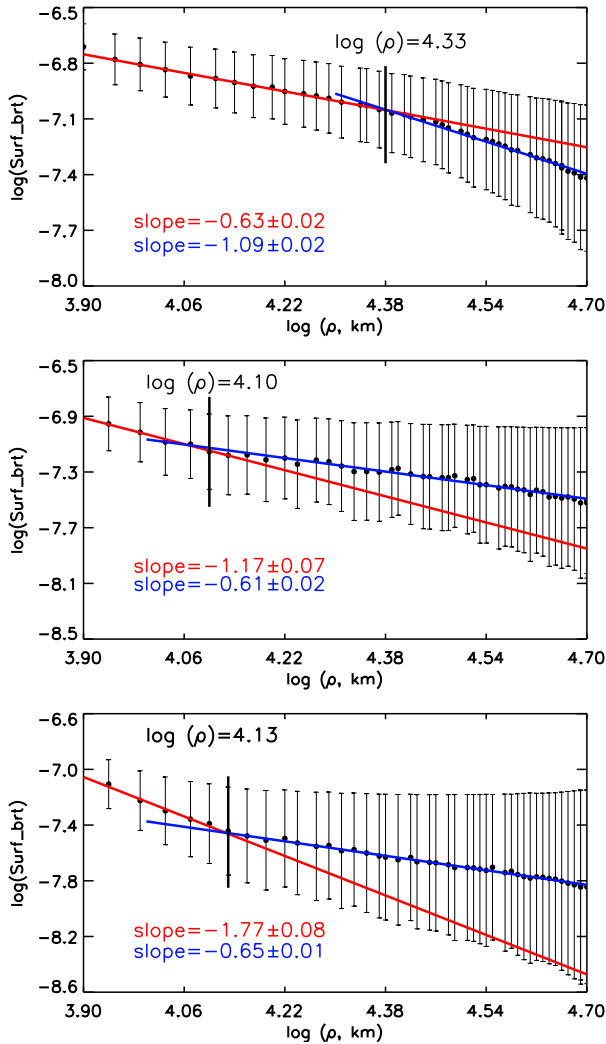 -6.5
log (ρ)=4.33
-6.8
-7.1
log(Surf_brt)
-7.4
slope=-0.63±0.02
-7.7
slope=-1.09±0.02
-8.0
3.90 4.06 4.22 4.38 4.54 4.70
log (ρ, km)
-6.5
log (ρ)=4.10
-6.9
-7.3
log(Surf_brt)
-7.7
slope=-1.17±0.07
-8.1
slope=-0.61±0.02
-8.5
3.90 4.06 4.22 4.38 4.54 4.70
log (ρ, km)
-6.6
log (ρ)=4.13
-7.0
-7.4
log(Surf_brt)
-7.8
slope=-1.77±0.08
-8.2
slope=-0.65±0.01
-8.6
3.90 4.06 4.22 4.38 4.54 4.70
log (ρ, km)